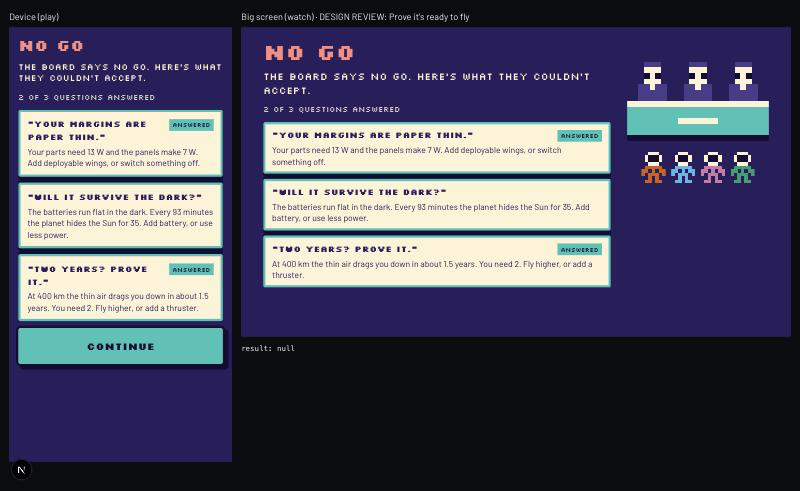 Device (play)
NO GO
THE BOARD SAYS NO GO. HERE'S WHAT
THEY COULDN'T ACCEPT.
2 OF 3 QUESTIONS ANSWERED
"YOUR MARGINS ARE
PAPER THIN."
ANSWERED
Your parts need 13 W and the panels make 7 W.
Add deployable wings, or switch something off.
"WILL IT SURVIVE THE DARK?"
The batteries run flat in the dark. Every 93 minutes
the planet hides the Sun for 35. Add battery, or use
less power.
"TWO YEARS? PROVE
IT."
ANSWERED
At 400 km the thin air drags you down in about 1.5
years. You need 2. Fly higher, or add a thruster.
CONTINUE
N
Big screen (watch) · DESIGN REVIEW: Prove it's ready to fly
NO GO
THE BOARD SAYS NO GO. HERE'S WHAT THEY COULDN'T
ACCEPT.
2 OF 3 QUESTIONS ANSWERED
"YOUR MARGINS ARE PAPER THIN."
ANSWERED
Your parts need 13 W and the panels make 7 W. Add deployable wings, or switch
something off.
"WILL IT SURVIVE THE DARK?"
The batteries run flat in the dark. Every 93 minutes the planet hides the Sun for 35. Add
battery, or use less power.
"TWO YEARS? PROVE IT."
ANSWERED
At 400 km the thin air drags you down in about 1.5 years. You need 2. Fly higher, or add a
thruster.
result: null